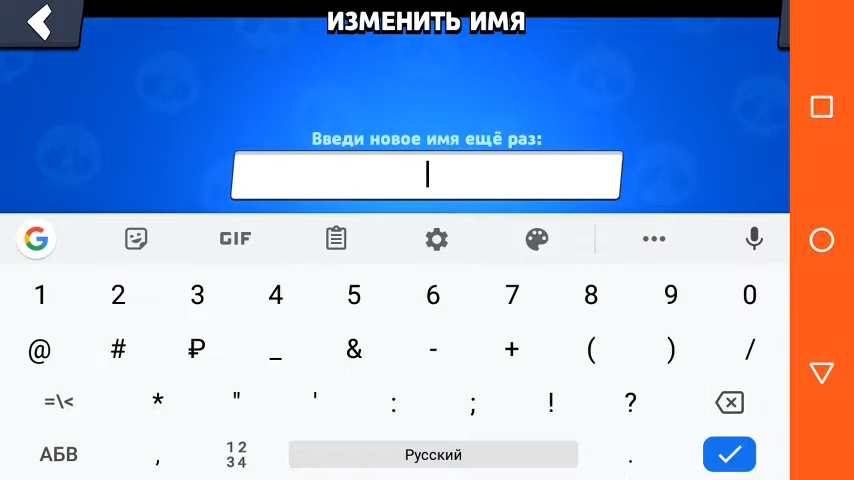 ИЗМЕНИТЬ ИМЯ
Введи новое имя ещё раз:
G GIF
1 2 3 4 5 6 7 8 9 0
@ # ₽ _ & - + ( ) /
=\< * " ' : ; ! ?
АБВ , 12 34 Русский .